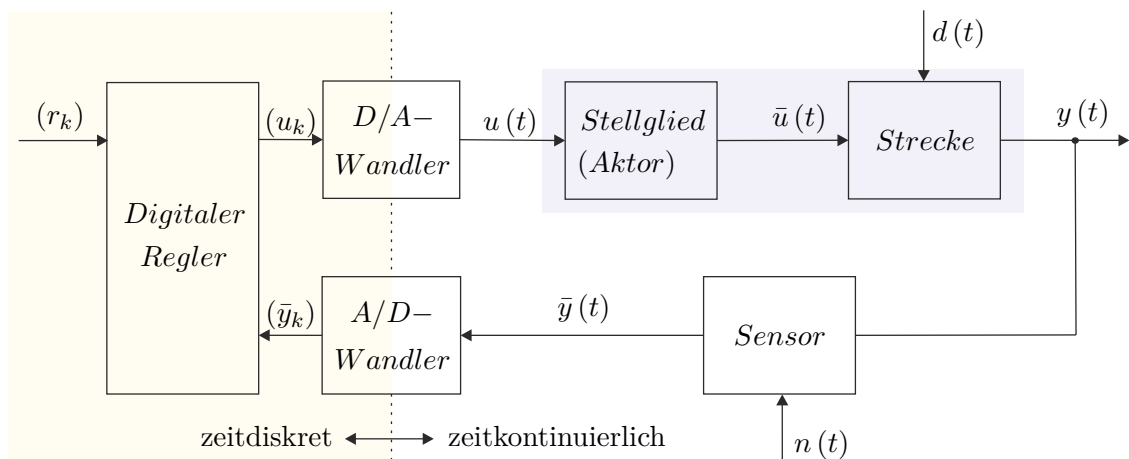 d (t)
(r_k)
(u_k)
D/A−
Wandler
u (t)
Stellglied
(Aktor)
ū (t)
Strecke
y (t)
Digitaler
Regler
(ȳ_k)
A/D−
Wandler
ȳ (t)
Sensor
zeitdiskret
zeitkontinuierlich
n (t)